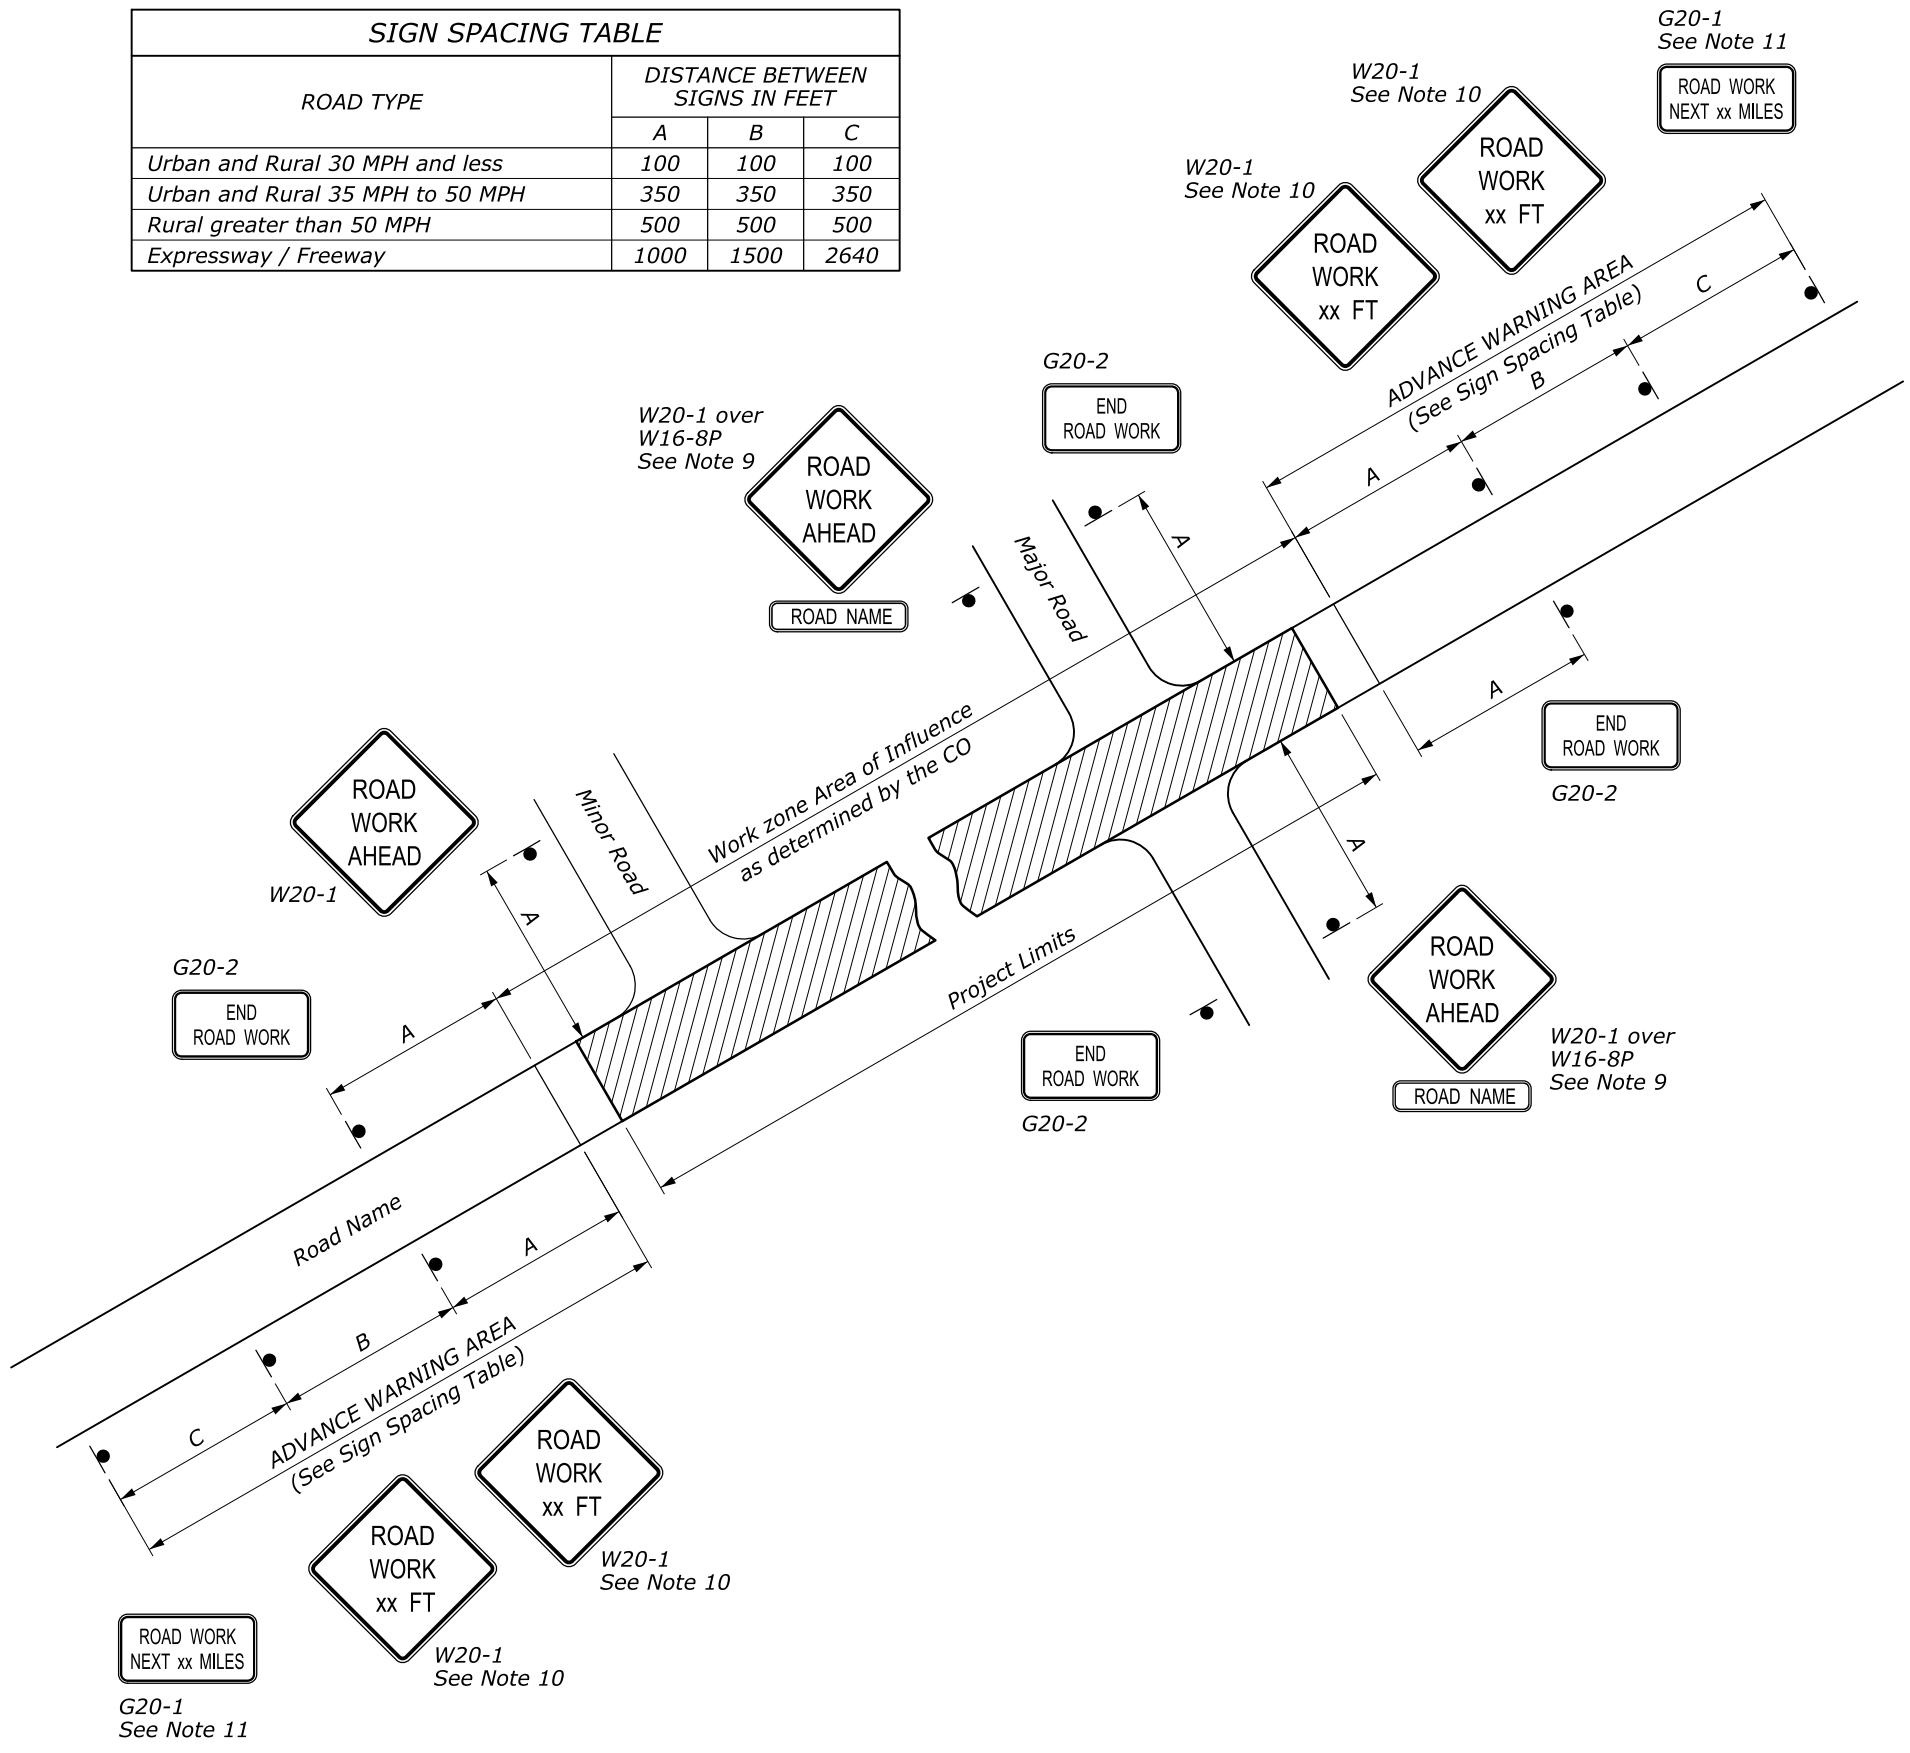 SIGN SPACING TABLE
ROAD TYPE
DISTANCE BETWEEN
SIGNS IN FEET
A B C
Urban and Rural 30 MPH and less 100 100 100
Urban and Rural 35 MPH to 50 MPH 350 350 350
Rural greater than 50 MPH 500 500 500
Expressway / Freeway 1000 1500 2640
G20-1
See Note 11
ROAD WORK
NEXT xx MILES
W20-1
See Note 10
ROAD
WORK
xx FT
W20-1
See Note 10
ROAD
WORK
xx FT
ADVANCE WARNING AREA
(See Sign Spacing Table)
C
B
A
G20-2
END
ROAD WORK
W20-1 over
W16-8P
See Note 9
ROAD
WORK
AHEAD
ROAD NAME
Major Road
A
A
END
ROAD WORK
G20-2
Work zone Area of Influence
as determined by the CO
ROAD
WORK
AHEAD
W20-1
Minor Road
A
A
G20-2
END
ROAD WORK
A
Project Limits
ROAD
WORK
AHEAD
W20-1 over
W16-8P
See Note 9
ROAD NAME
END
ROAD WORK
G20-2
Road Name
A
B
C
ADVANCE WARNING AREA
(See Sign Spacing Table)
ROAD
WORK
xx FT
W20-1
See Note 10
ROAD
WORK
xx FT
W20-1
See Note 10
ROAD WORK
NEXT xx MILES
G20-1
See Note 11